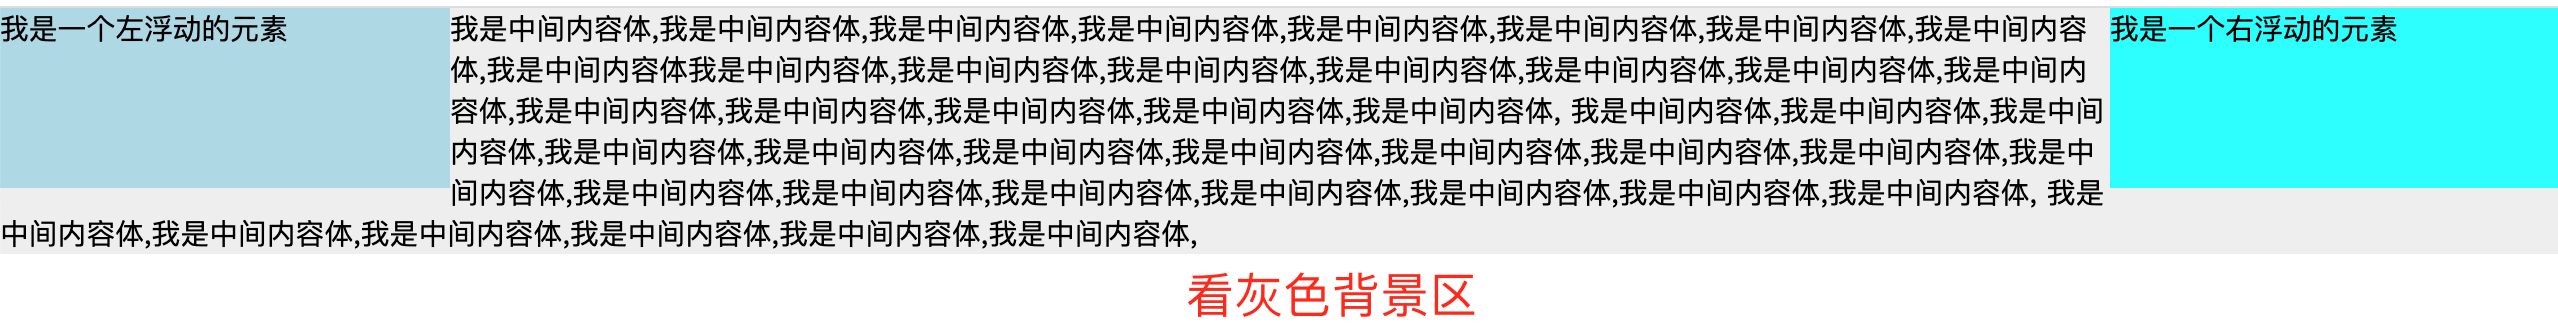 我是一个左浮动的元素
我是中间内容体,我是中间内容体,我是中间内容体,我是中间内容体,我是中间内容体,我是中间内容体,我是中间内容体,我是中间内容
体,我是中间内容体我是中间内容体,我是中间内容体,我是中间内容体,我是中间内容体,我是中间内容体,我是中间内容体,我是中间内
容体,我是中间内容体,我是中间内容体,我是中间内容体,我是中间内容体,我是中间内容体, 我是中间内容体,我是中间内容体,我是中间
内容体,我是中间内容体,我是中间内容体,我是中间内容体,我是中间内容体,我是中间内容体,我是中间内容体,我是中间内容体,我是中
间内容体,我是中间内容体,我是中间内容体,我是中间内容体,我是中间内容体,我是中间内容体,我是中间内容体,我是中间内容体, 我是
中间内容体,我是中间内容体,我是中间内容体,我是中间内容体,我是中间内容体,我是中间内容体,
我是一个右浮动的元素
看灰色背景区